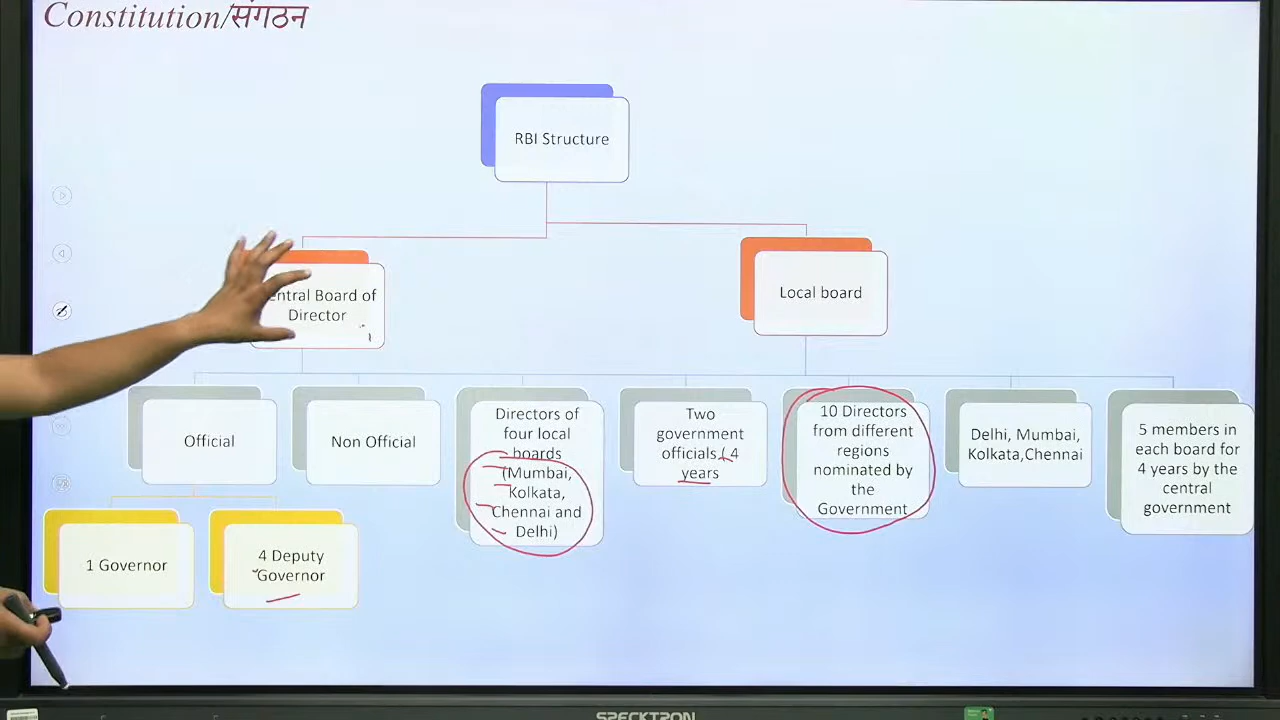 Constitution/संगठन
RBI Structure
Central Board of
Director
Local board
Official
Non Official
Directors of
four local
boards
(Mumbai,
Kolkata,
Chennai and
Delhi)
Two
government
officials ( 4
years
10 Directors
from different
regions
nominated by
the
Government
Delhi, Mumbai,
Kolkata,Chennai
5 members in
each board for
4 years by the
central
government
1 Governor
4 Deputy
Governor
SPECKTRON